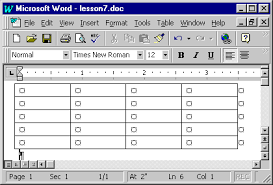 Microsoft Word - lesson7.doc
File Edit View Insert Format Tools Table Window Help
Normal Times New Roman 12 B I U
1 2 3
¶
Page 1 Sec 1 1/1 At 2" Ln 6 Col 1 REC